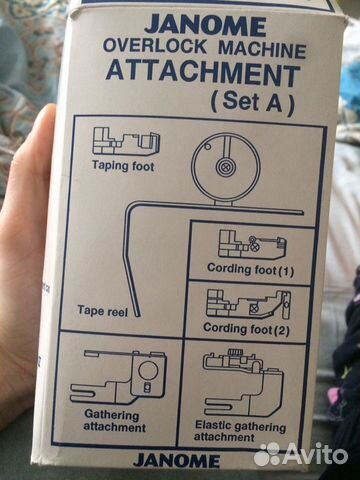 JANOME
OVERLOCK MACHINE
ATTACHMENT
(Set A)
Taping foot
Cording foot(1)
Tape reel
Cording foot(2)
Gathering
attachment
Elastic gathering
attachment
JANOME
Avito